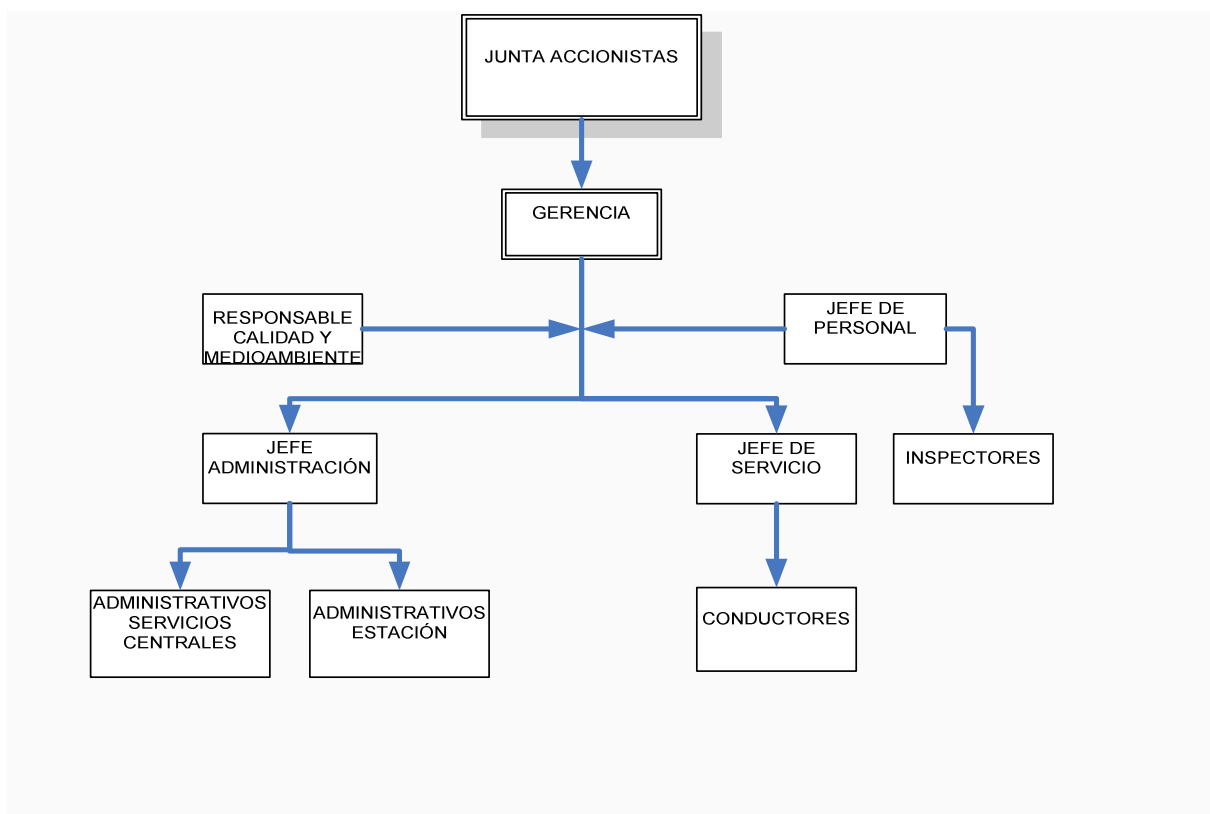 JUNTA ACCIONISTAS
GERENCIA
RESPONSABLE
CALIDAD Y
MEDIOAMBIENTE
JEFE DE
PERSONAL
JEFE
ADMINISTRACIÓN
JEFE DE
SERVICIO
INSPECTORES
ADMINISTRATIVOS
SERVICIOS
CENTRALES
ADMINISTRATIVOS
ESTACIÓN
CONDUCTORES